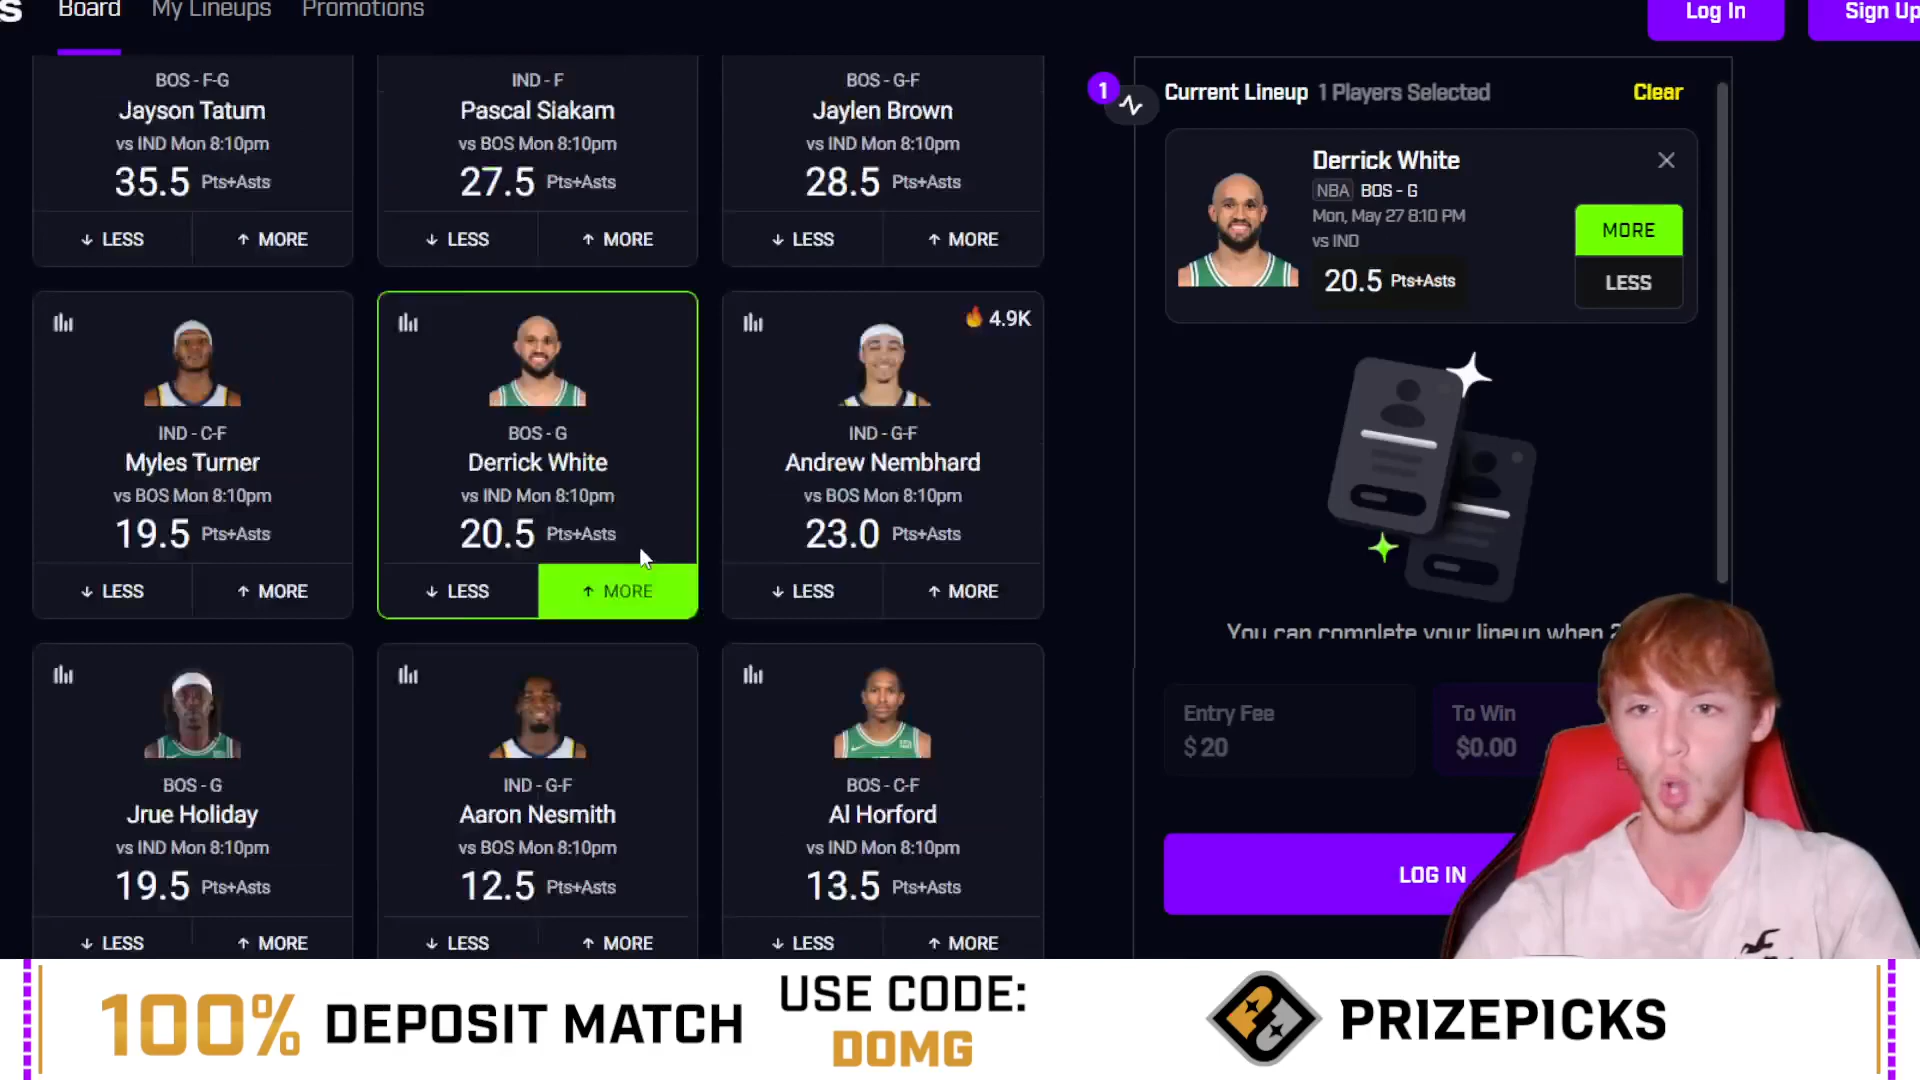 Board My Lineups Promotions Log In Sign Up
BOS - F-G
Jayson Tatum
vs IND Mon 8:10pm
35.5 Pts+Asts
↓ LESS ↑ MORE
IND - F
Pascal Siakam
vs BOS Mon 8:10pm
27.5 Pts+Asts
↓ LESS ↑ MORE
BOS - G-F
Jaylen Brown
vs IND Mon 8:10pm
28.5 Pts+Asts
↓ LESS ↑ MORE
IND - C-F
Myles Turner
vs BOS Mon 8:10pm
19.5 Pts+Asts
↓ LESS ↑ MORE
BOS - G
Derrick White
vs IND Mon 8:10pm
20.5 Pts+Asts
↓ LESS ↑ MORE
4.9K
IND - G-F
Andrew Nembhard
vs BOS Mon 8:10pm
23.0 Pts+Asts
↓ LESS ↑ MORE
BOS - G
Jrue Holiday
vs IND Mon 8:10pm
19.5 Pts+Asts
↓ LESS ↑ MORE
IND - G-F
Aaron Nesmith
vs BOS Mon 8:10pm
12.5 Pts+Asts
↓ LESS ↑ MORE
BOS - C-F
Al Horford
vs IND Mon 8:10pm
13.5 Pts+Asts
↓ LESS ↑ MORE
1
Current Lineup 1 Players Selected Clear
Derrick White
NBA BOS - G
Mon, May 27 8:10 PM
vs IND
20.5 Pts+Asts
MORE
LESS
You can complete your lineup when
Entry Fee
$ 20
To Win
$0.00
LOG IN
100% DEPOSIT MATCH
USE CODE:
DOMG
PRIZEPICKS